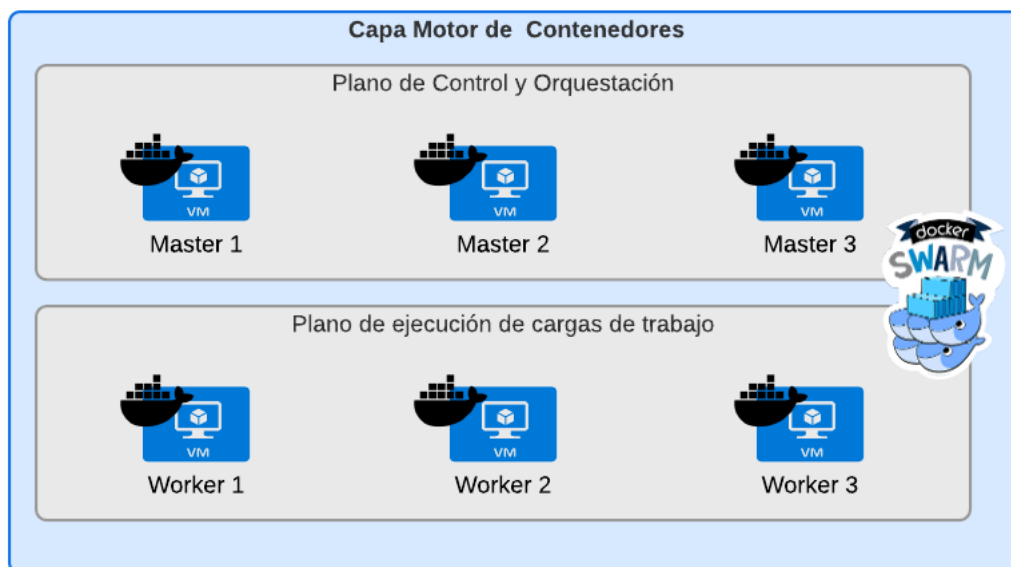 Capa Motor de  Contenedores
Plano de Control y Orquestación
VM
VM
VM
Master 1
Master 2
Master 3
docker
SWARM
Plano de ejecución de cargas de trabajo
VM
VM
VM
Worker 1
Worker 2
Worker 3